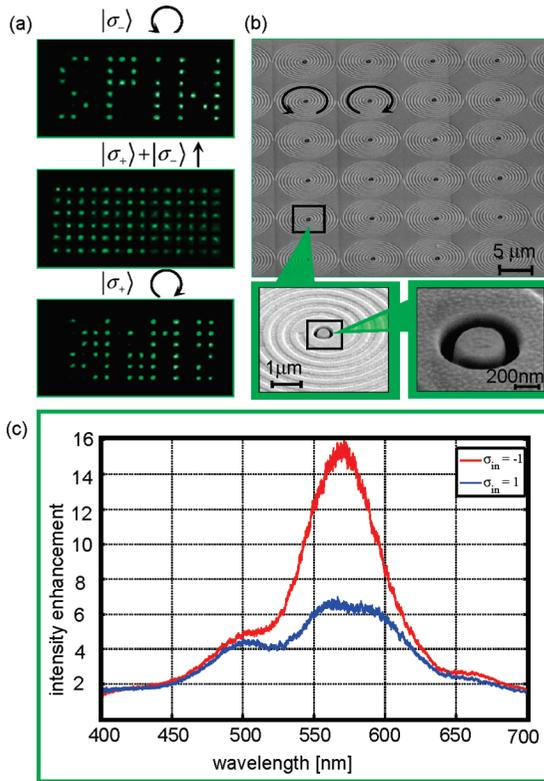 (a)
|σ₋⟩
SPIN
|σ₊⟩+|σ₋⟩
|σ₊⟩
(b)
5 μm
1μm
200nm
(c)
16
14
12
10
8
6
4
2
intensity enhancement
σin = -1
σin = 1
400
450
500
550
600
650
700
wavelength [nm]